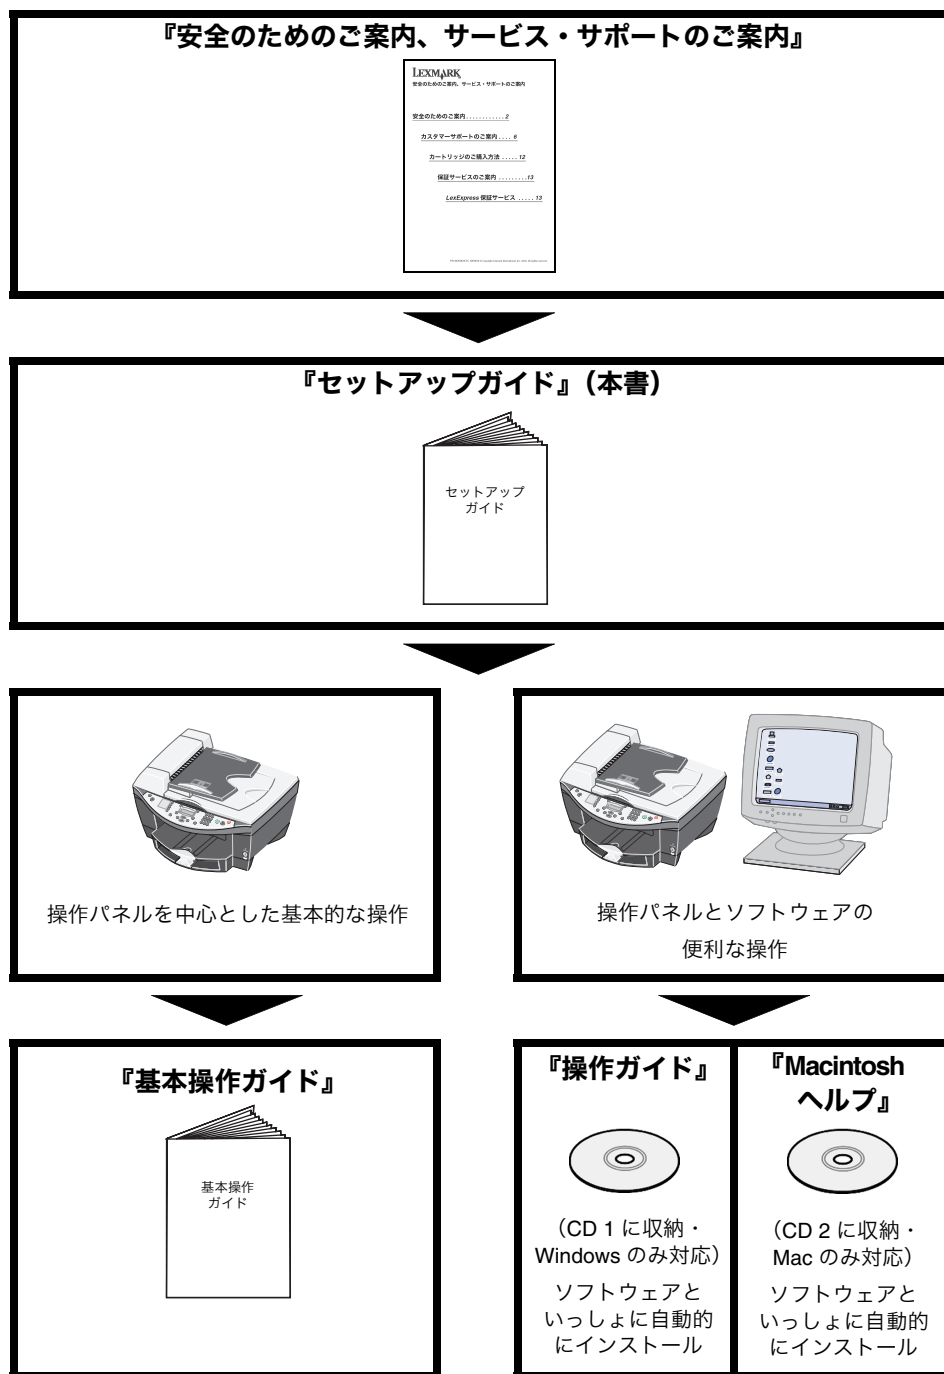 『安全のためのご案内、サービス・サポートのご案内』
LEXMARK
安全のためのご案内、サービス・サポートのご案内
安全のためのご案内............ 2
カスタマーサポートのご案内.... 6
カートリッジのご購入方法 ..... 12
保証サービスのご案内 .........13
LexExpress 保証サービス ..... 13
『セットアップガイド』（本書）
セットアップ
ガイド
操作パネルを中心とした基本的な操作
操作パネルとソフトウェアの
便利な操作
『基本操作ガイド』
基本操作
ガイド
『操作ガイド』
（CD 1 に収納・
Windows のみ対応）
ソフトウェアと
いっしょに自動的
にインストール
『Macintosh
ヘルプ』
（CD 2 に収納・
Mac のみ対応）
ソフトウェアと
いっしょに自動的
にインストール